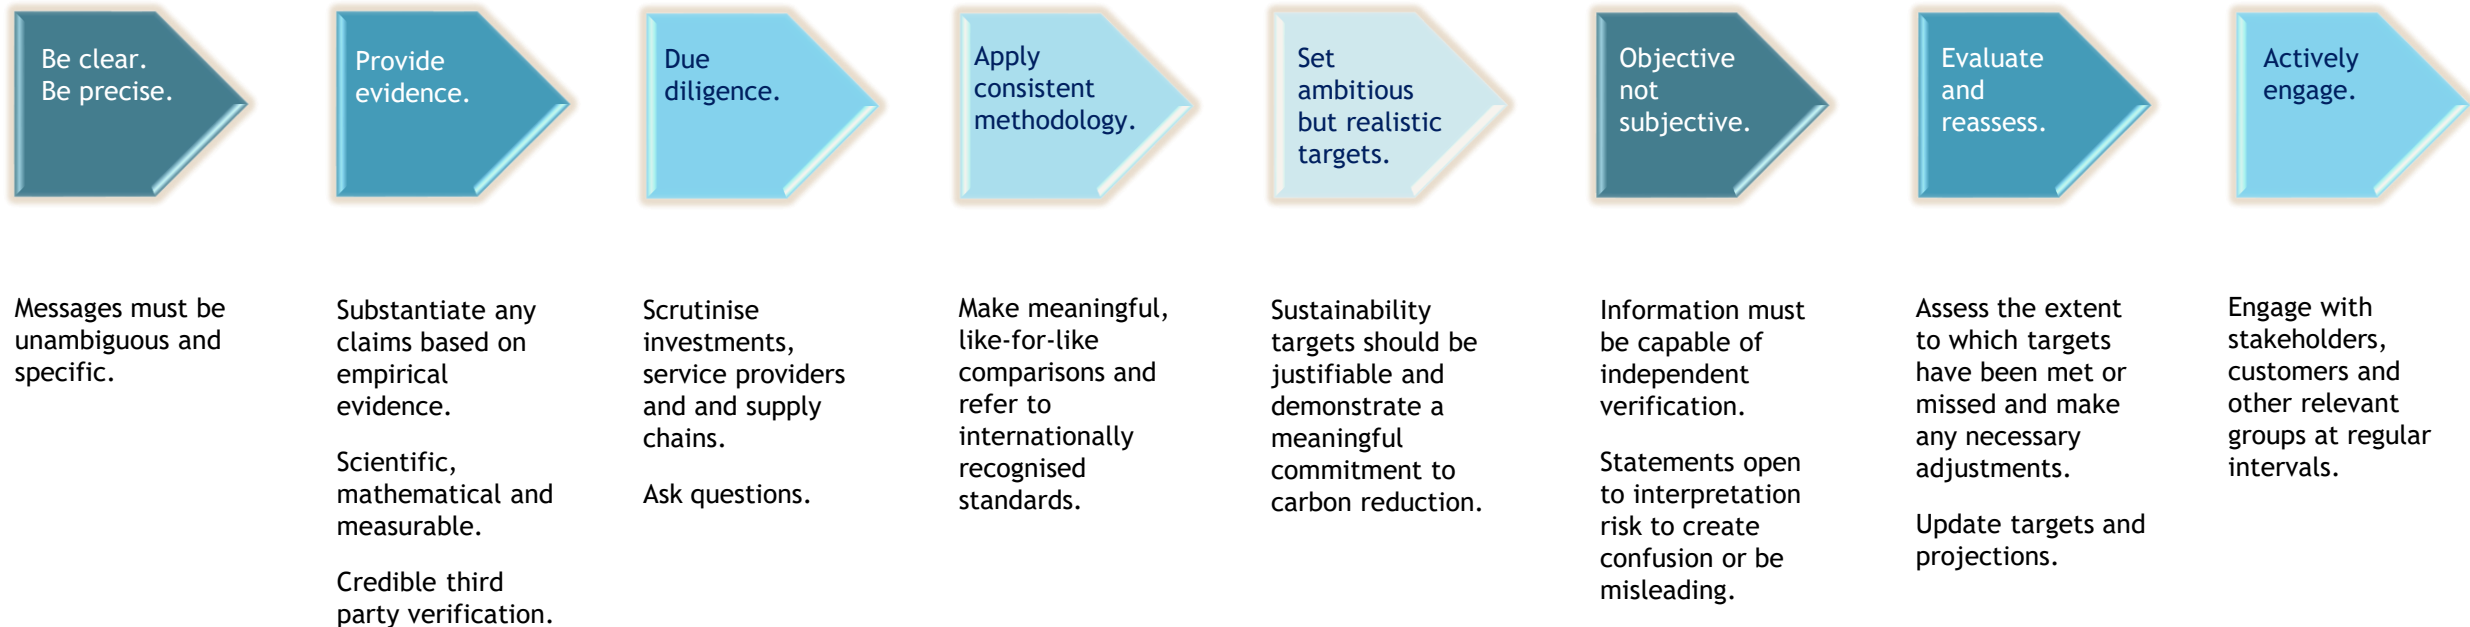 Be clear.
Be precise.
Provide
evidence.
Due
diligence.
Apply
consistent
methodology.
Set
ambitious
but realistic
targets.
Objective
not
subjective.
Evaluate
and
reassess.
Actively
engage.
Messages must be
unambiguous and
specific.
Substantiate any
claims based on
empirical
evidence.
Scientific,
mathematical and
measurable.
Credible third
party verification.
Scrutinise
investments,
service providers
and and supply
chains.
Ask questions.
Make meaningful,
like-for-like
comparisons and
refer to
internationally
recognised
standards.
Sustainability
targets should be
justifiable and
demonstrate a
meaningful
commitment to
carbon reduction.
Information must
be capable of
independent
verification.
Statements open
to interpretation
risk to create
confusion or be
misleading.
Assess the extent
to which targets
have been met or
missed and make
any necessary
adjustments.
Update targets and
projections.
Engage with
stakeholders,
customers and
other relevant
groups at regular
intervals.